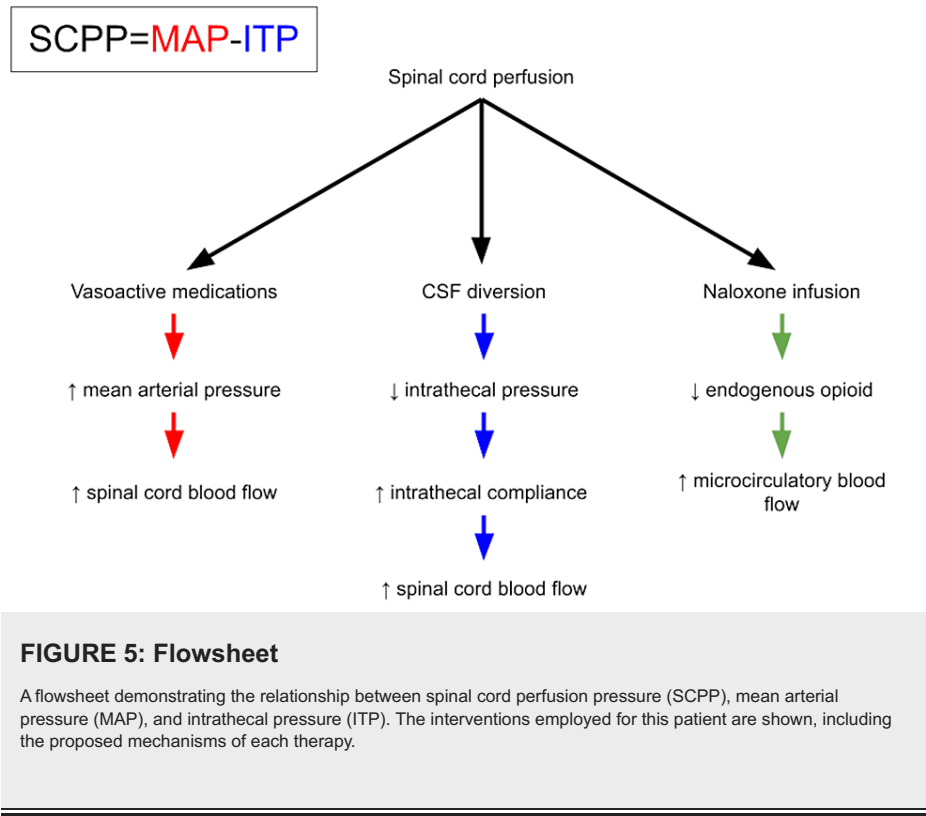 SCPP=MAP-ITP
Spinal cord perfusion
Vasoactive medications
↑ mean arterial pressure
↑ spinal cord blood flow
CSF diversion
↓ intrathecal pressure
↑ intrathecal compliance
↑ spinal cord blood flow
Naloxone infusion
↓ endogenous opioid
↑ microcirculatory blood
flow
FIGURE 5: Flowsheet
A flowsheet demonstrating the relationship between spinal cord perfusion pressure (SCPP), mean arterial
pressure (MAP), and intrathecal pressure (ITP). The interventions employed for this patient are shown, including
the proposed mechanisms of each therapy.